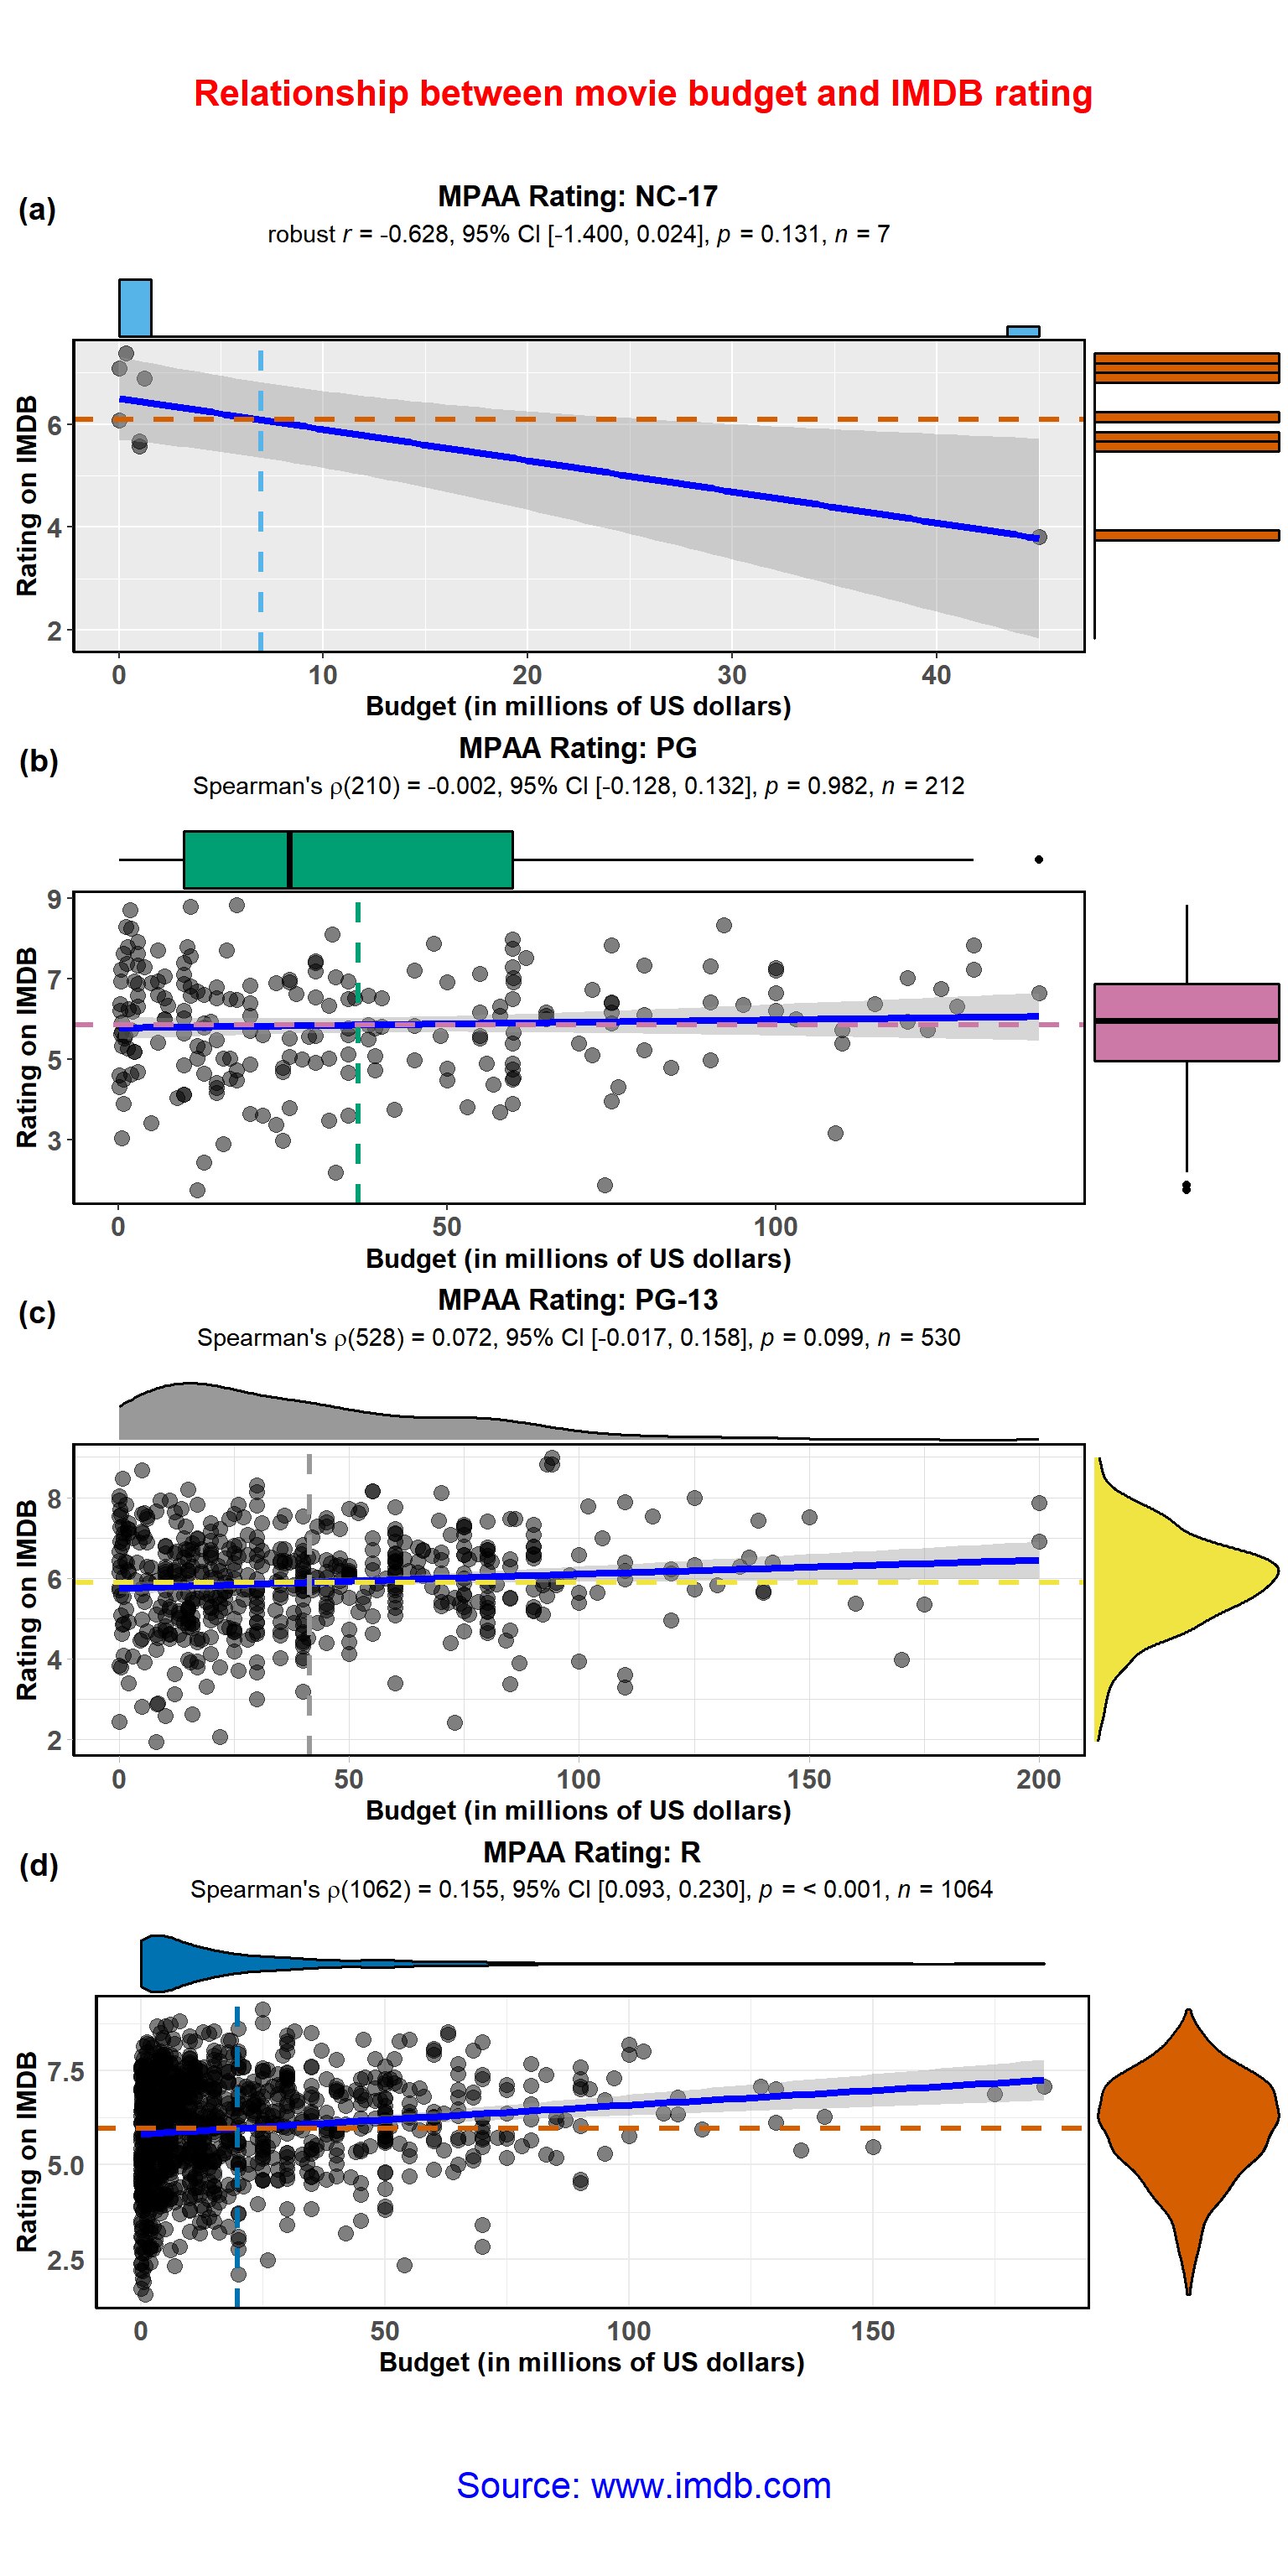 Relationship between movie budget and IMDB rating
(a)
MPAA Rating: NC-17
robust r = -0.628, 95% CI [-1.400, 0.024], p = 0.131, n = 7
Rating on IMDB
6
4
2
0 10 20 30 40
Budget (in millions of US dollars)
(b)
MPAA Rating: PG
Spearman's ρ(210) = -0.002, 95% CI [-0.128, 0.132], p = 0.982, n = 212
Rating on IMDB
9
7
5
3
0 50 100
Budget (in millions of US dollars)
(c)
MPAA Rating: PG-13
Spearman's ρ(528) = 0.072, 95% CI [-0.017, 0.158], p = 0.099, n = 530
Rating on IMDB
8
6
4
2
0 50 100 150 200
Budget (in millions of US dollars)
(d)
MPAA Rating: R
Spearman's ρ(1062) = 0.155, 95% CI [0.093, 0.230], p = < 0.001, n = 1064
Rating on IMDB
7.5
5.0
2.5
0 50 100 150
Budget (in millions of US dollars)
Source: www.imdb.com